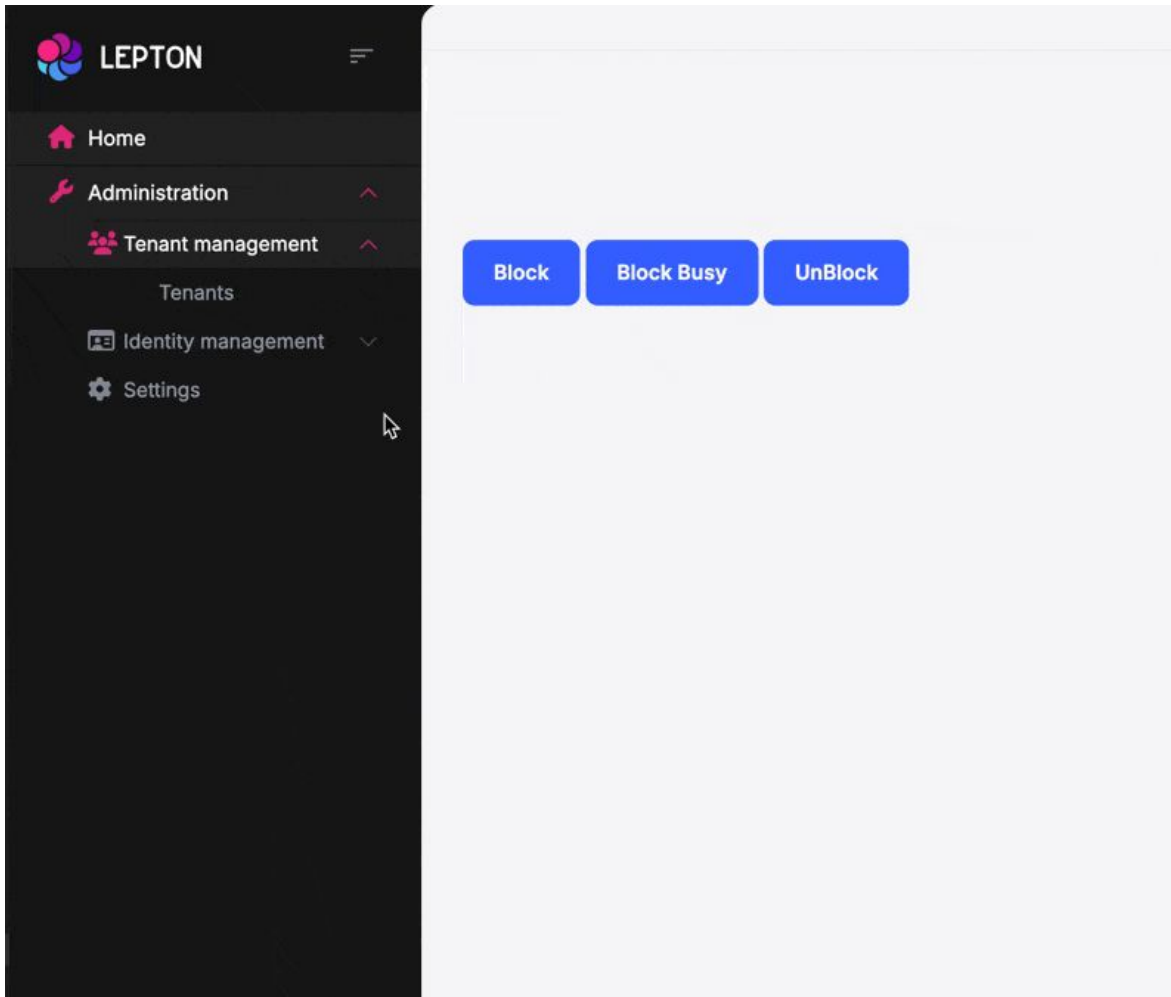 LEPTON
Home
Administration
Tenant management
Tenants
Identity management
Settings
Block Block Busy UnBlock